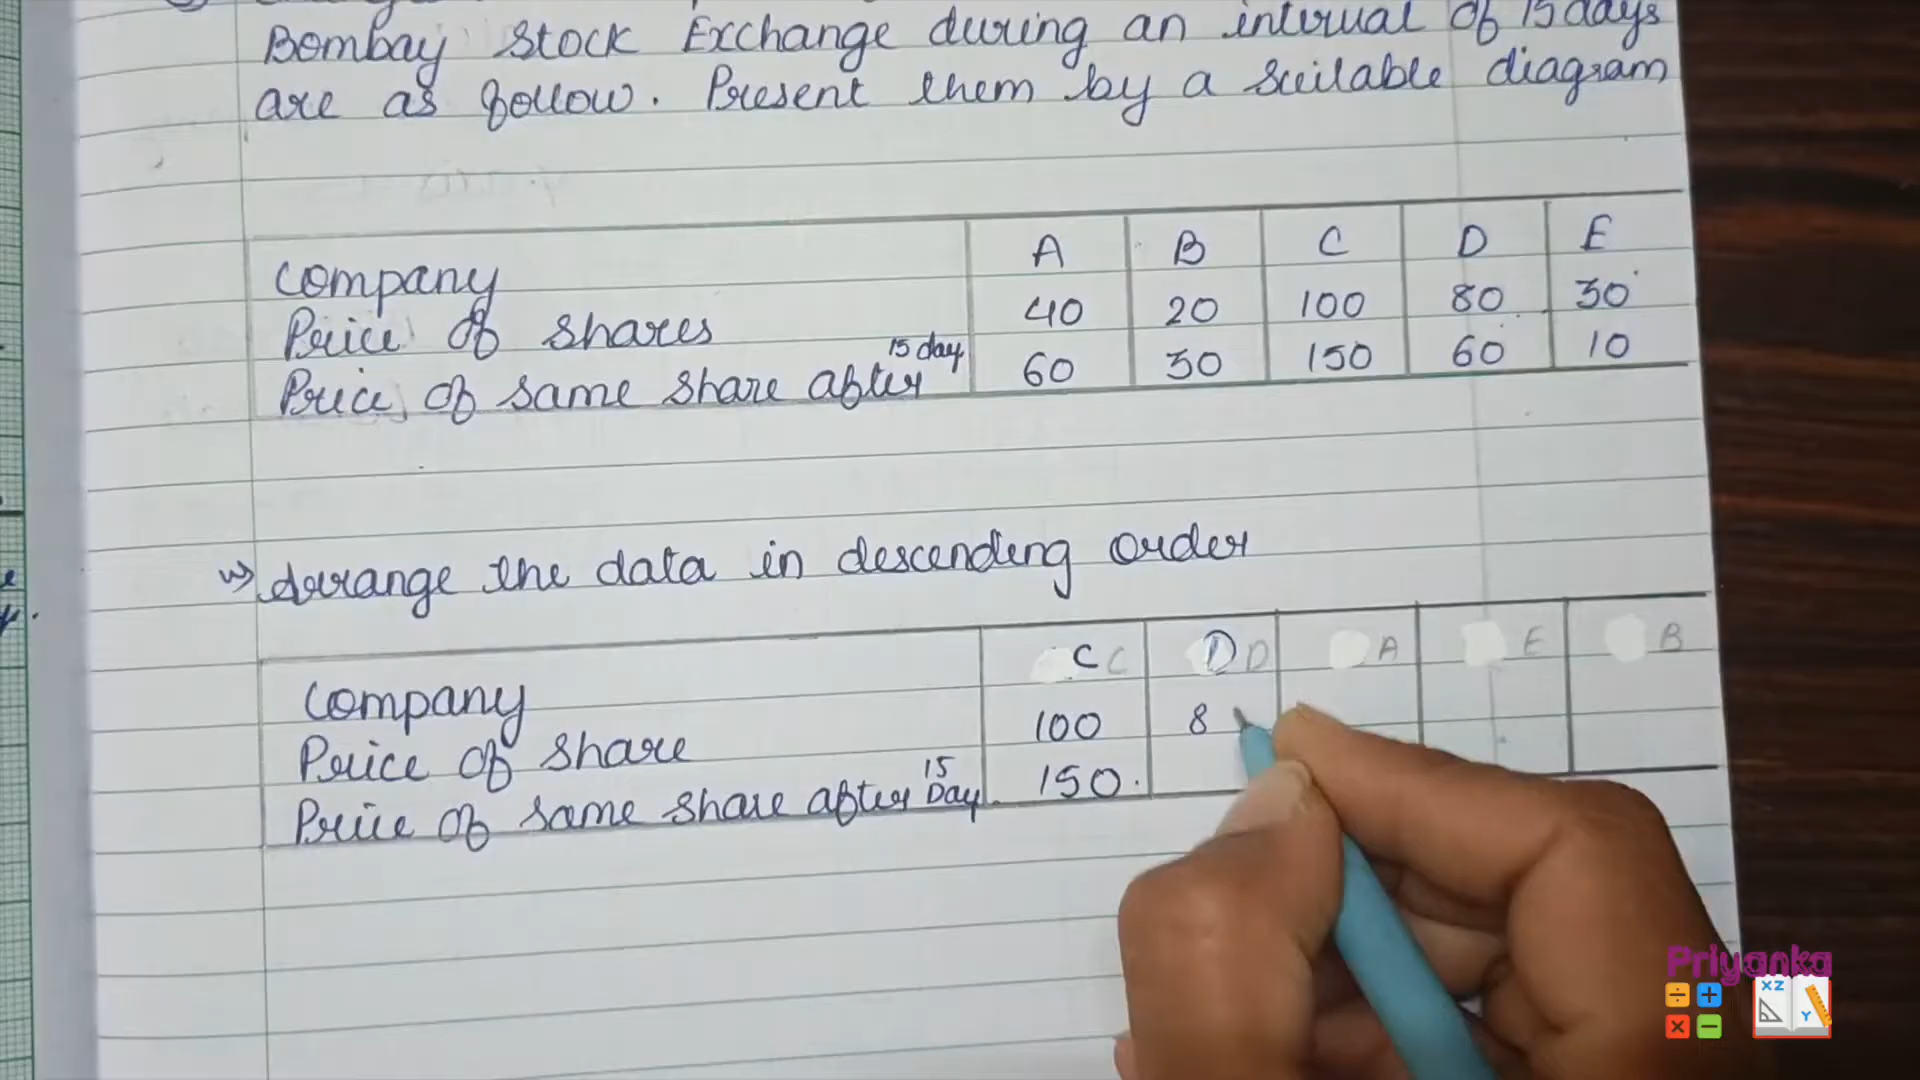 Bombay Stock Exchange during an interval of 15 days
are as follow. Present them by a suitable diagram
Company A B C D E
Price of shares 40 20 100 80 30
Price of same share after 15 day 60 30 150 60 10
Arrange the data in descending order
Company C C D D A E B
Price of share 100 8
Price of same share after 15 Day 150.
Priyanka
XZ
Y